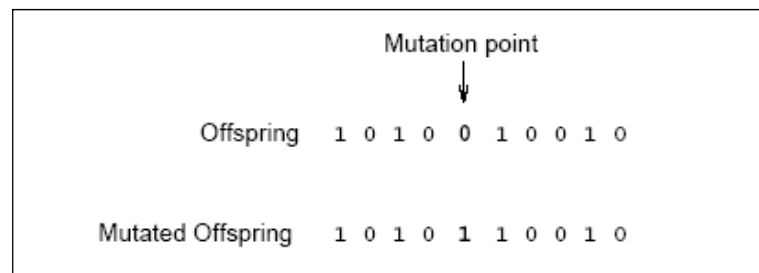 Mutation point
Offspring 1 0 1 0 0 1 0 0 1 0
Mutated Offspring 1 0 1 0 1 1 0 0 1 0